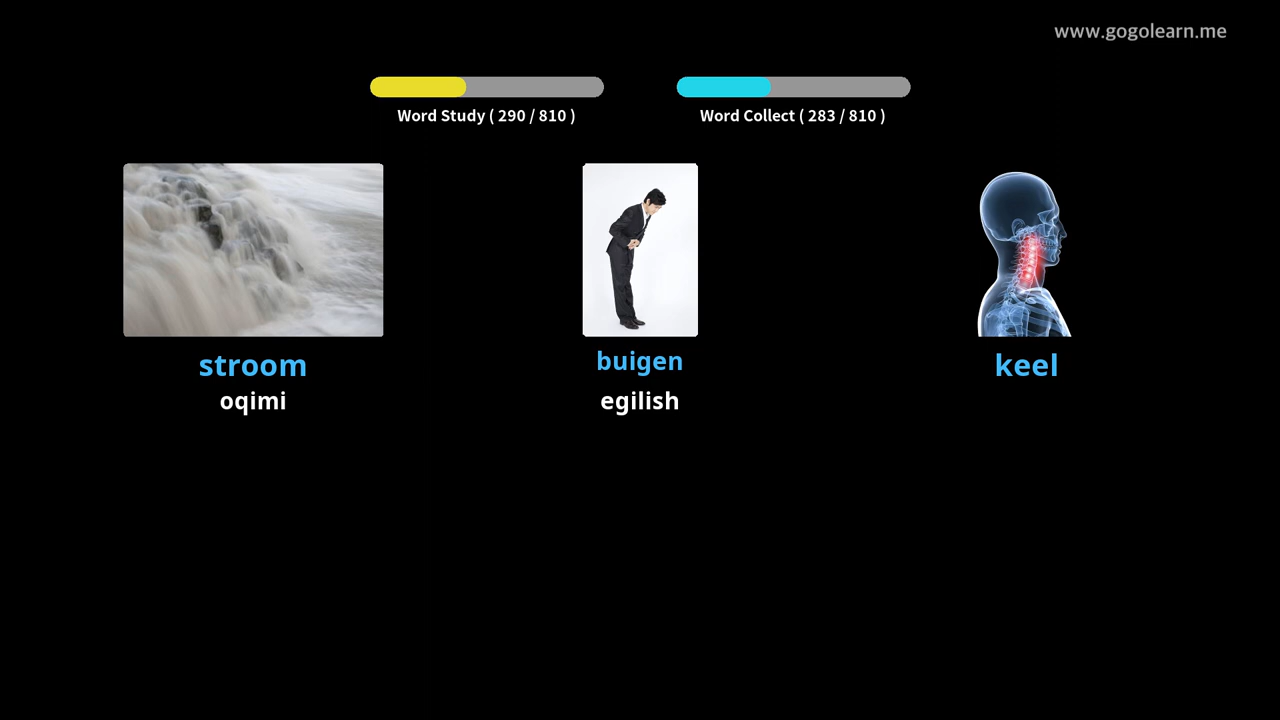 www.gogolearn.me
Word Study ( 290 / 810 )
Word Collect ( 283 / 810 )
stroom
oqimi
buigen
egilish
keel